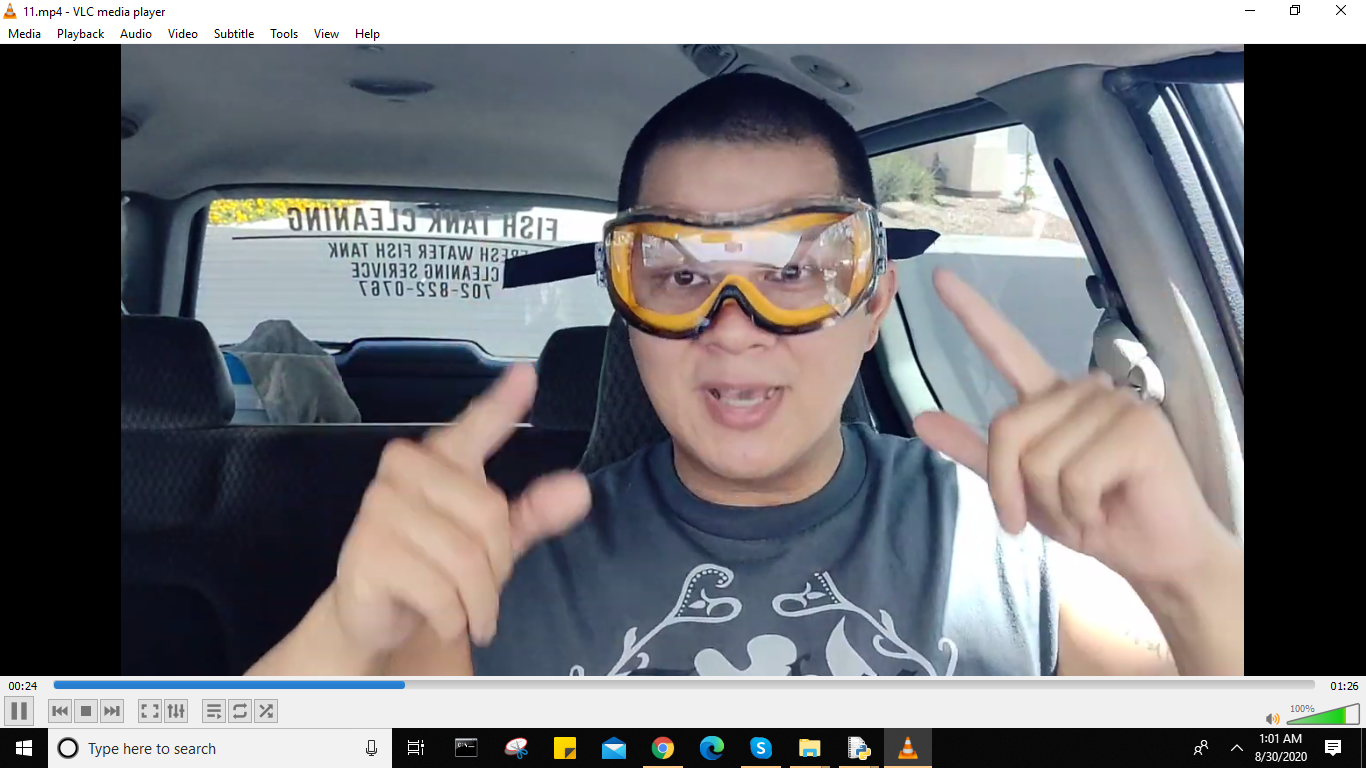 11.mp4 - VLC media player
Media Playback Audio Video Subtitle Tools View Help
FISH TANK CLEANING
FRESH WATER FISH TANK
CLEANING SERIVCE
702-822-0767
00:24
01:26
100%
Type here to search
1:01 AM
8/30/2020